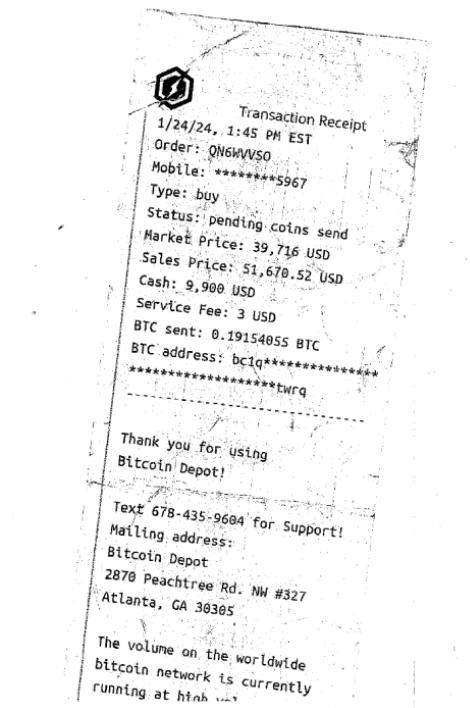 Transaction Receipt
1/24/24, 1:45 PM EST
Order: QN6WVVSO
Mobile: ********5967
Type: buy
Status: pending coins send
Market Price: 39,716 USD
Sales Price: 51,670.52 USD
Cash: 9,900 USD
Service Fee: 3 USD
BTC sent: 0.19154055 BTC
BTC address: bc1q***************
*******************twrq
------------------------------
Thank you for using
Bitcoin Depot!
Text 678-435-9604 for Support!
Mailing address:
Bitcoin Depot
2870 Peachtree Rd. NW #327
Atlanta, GA 30305
The volume on the worldwide
bitcoin network is currently
running at high